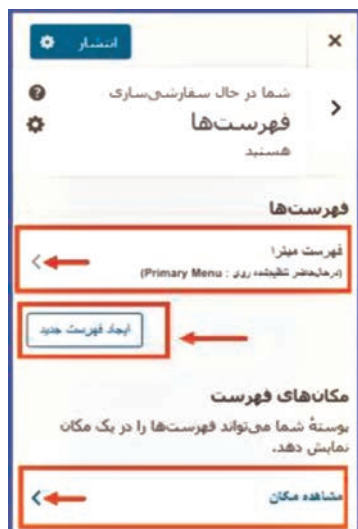 انتشار
شما در حال سفارشی‌سازی
فهرست‌ها
هستید
فهرست‌ها
فهرست میترا
(درحال‌حاضر تنظیم‌شده روی : Primary Menu)
ایجاد فهرست جدید
مکان‌های فهرست
پوستهٔ شما می‌تواند فهرست‌ها را در یک مکان
نمایش دهد.
مشاهده مکان